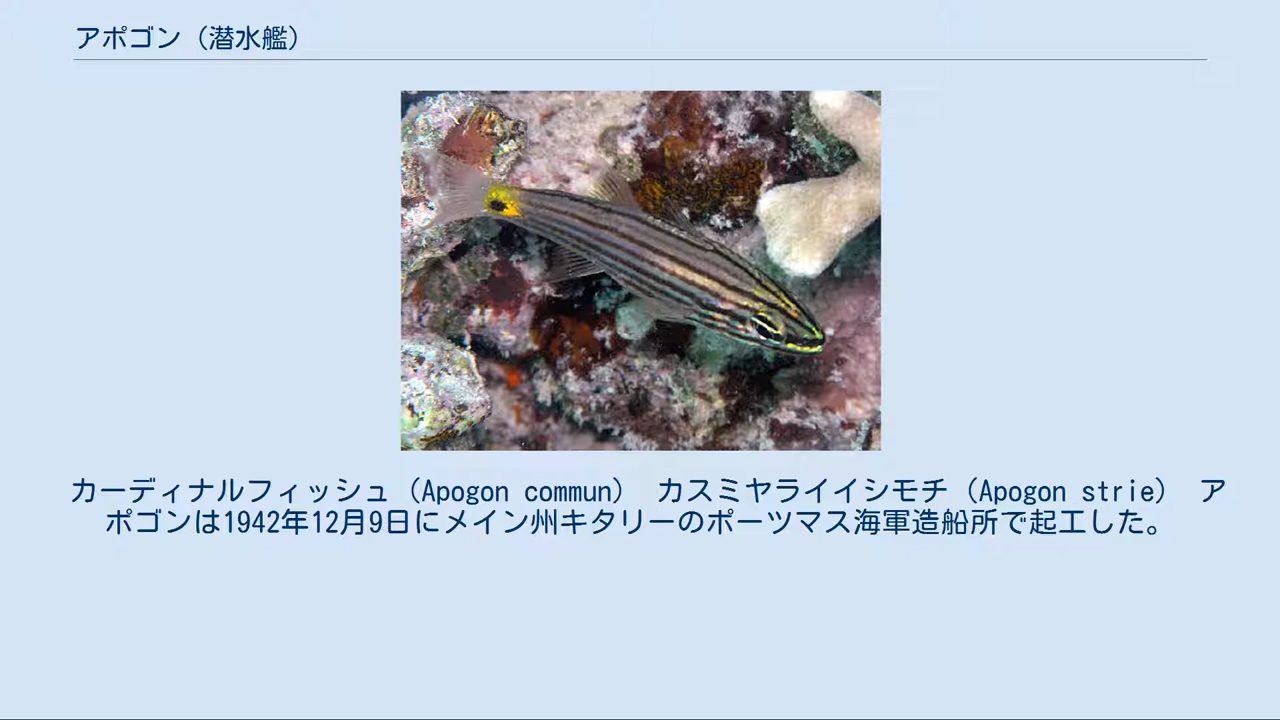 アポゴン（潜水艦）
カーディナルフィッシュ（Apogon commun）　カスミヤライイシモチ（Apogon strie）　ア
ポゴンは1942年12月9日にメイン州キタリーのポーツマス海軍造船所で起工した。